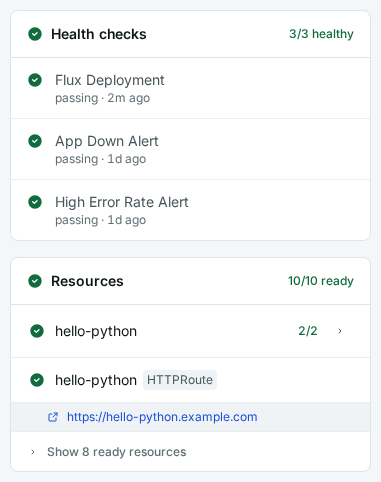 Health checks 3/3 healthy
Flux Deployment
passing · 2m ago
App Down Alert
passing · 1d ago
High Error Rate Alert
passing · 1d ago
Resources 10/10 ready
hello-python 2/2
hello-python HTTPRoute
https://hello-python.example.com
Show 8 ready resources